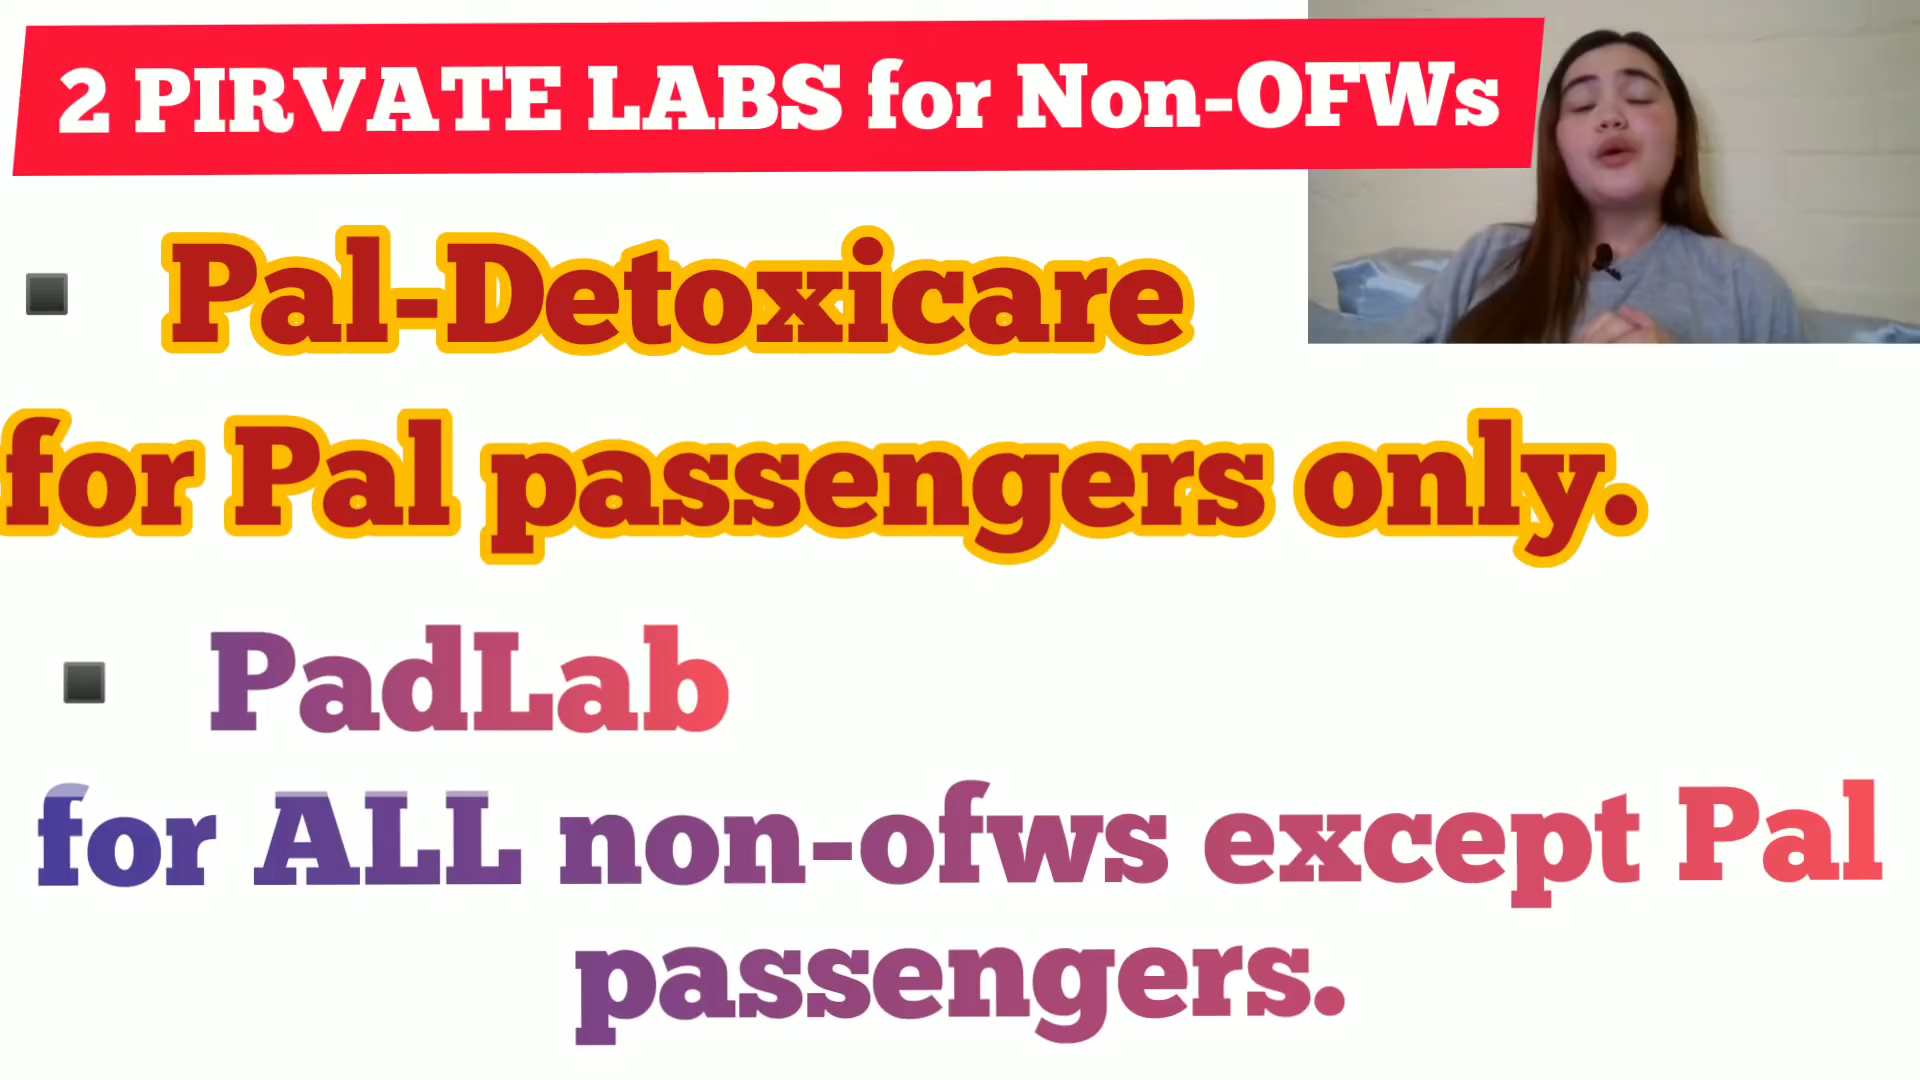 2 PIRVATE LABS for Non-OFWs
Pal-Detoxicare
for Pal passengers only.
PadLab
for ALL non-ofws except Pal
passengers.